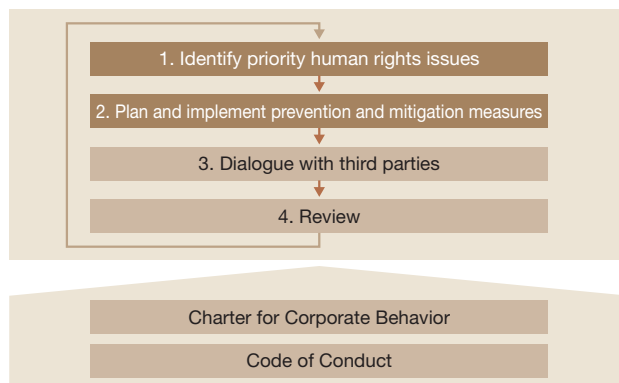 1. Identify priority human rights issues
2. Plan and implement prevention and mitigation measures
3. Dialogue with third parties
4. Review
Charter for Corporate Behavior
Code of Conduct